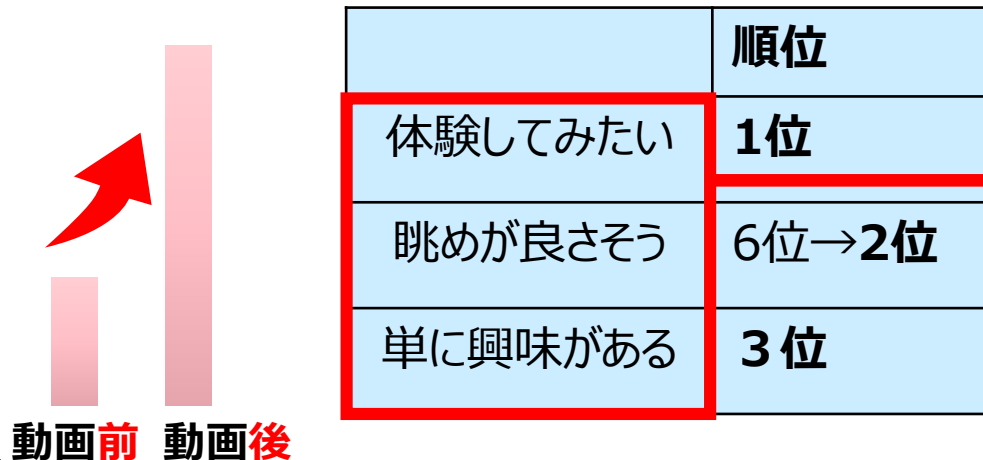 順位
体験してみたい 1位
眺めが良さそう 6位→2位
単に興味がある 3位
動画前 動画後